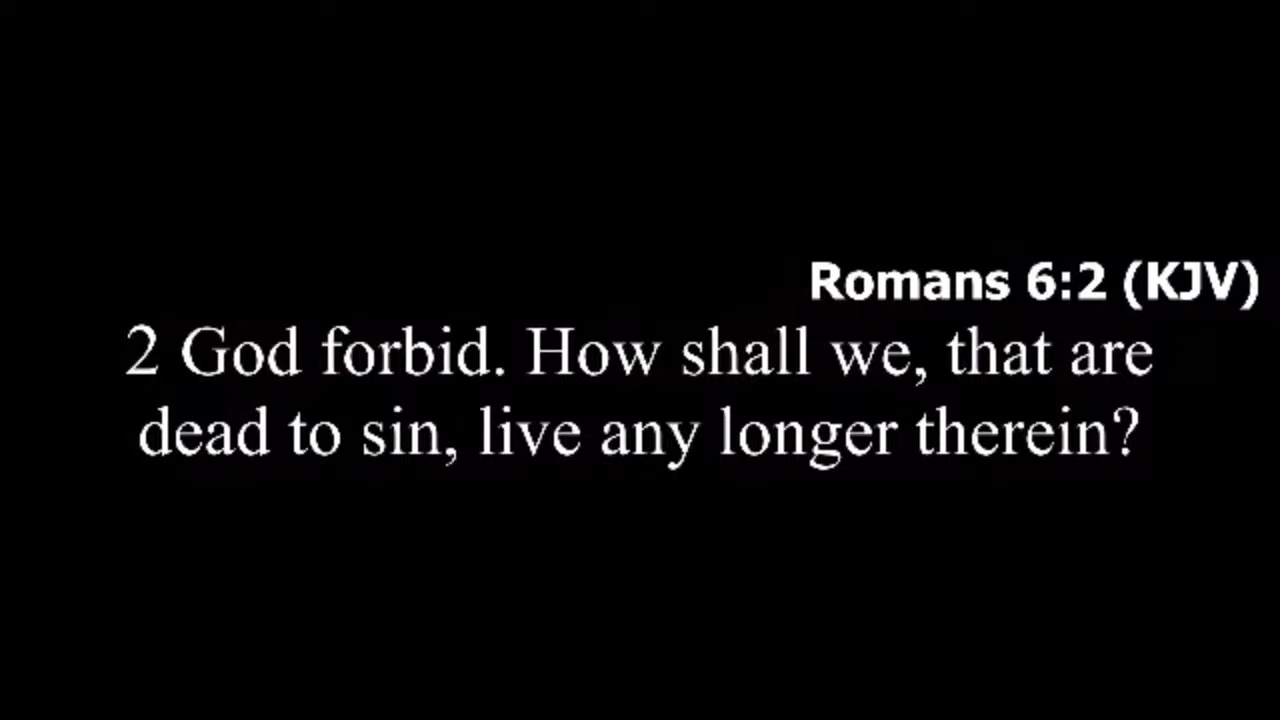 Romans 6:2 (KJV)
2 God forbid. How shall we, that are
dead to sin, live any longer therein?